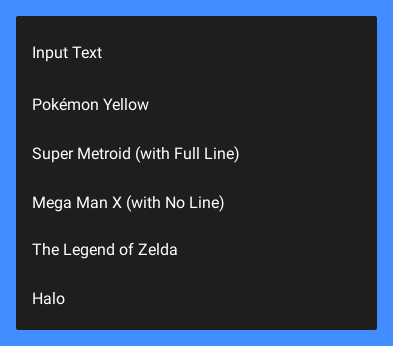 Input Text
Pokémon Yellow
Super Metroid (with Full Line)
Mega Man X (with No Line)
The Legend of Zelda
Halo